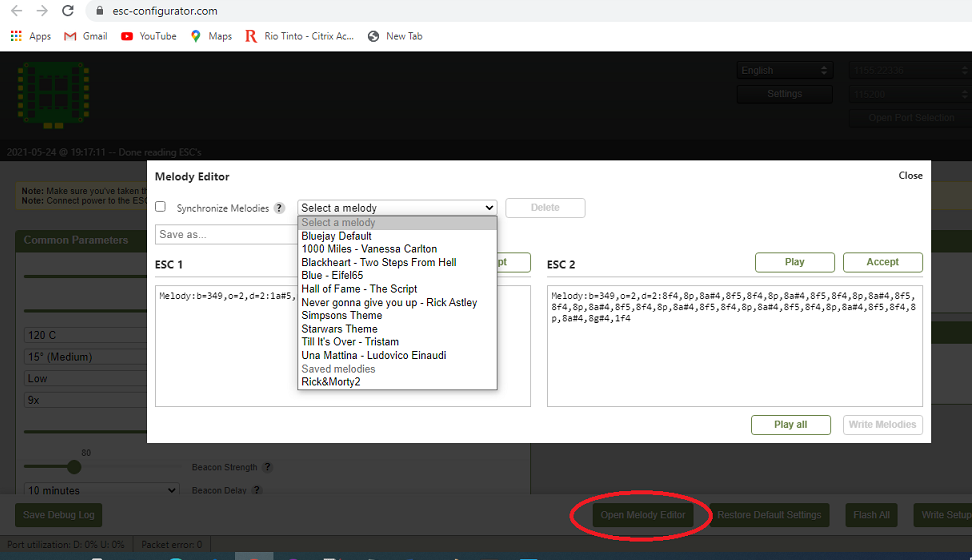 esc-configurator.com
Apps Gmail YouTube Maps Rio Tinto - Citrix Ac... New Tab
English
Settings
115200
Open Port Selection
2021-05-24 @ 19:17:11 -- Done reading ESC's
Note: Make sure you've taken th
Note: Connect power to the ESC
Common Parameters
120 C
15° (Medium)
Low
9x
80
Beacon Strength ?
10 minutes Beacon Delay ?
Melody Editor Close
Synchronize Melodies ? Select a melody Delete
Save as...
Select a melody
Bluejay Default
1000 Miles - Vanessa Carlton
Blackheart - Two Steps From Hell
Blue - Eifel65
Hall of Fame - The Script
Never gonna give you up - Rick Astley
Simpsons Theme
Starwars Theme
Till It's Over - Tristam
Una Mattina - Ludovico Einaudi
Saved melodies
Rick&Morty2
ESC 1 pt
Melody:b=349,o=2,d=2:1a#5,
ESC 2 Play Accept
Melody:b=349,o=2,d=2:8f4,8p,8a#4,8f5,8f4,8p,8a#4,8f5,8f4,8p,8a#4,8f5,
8f4,8p,8a#4,8f5,8f4,8p,8a#4,8f5,8f4,8p,8a#4,8f5,8f4,8p,8a#4,8f5,8f4,8
p,8a#4,8g#4,1f4
Play all Write Melodies
Save Debug Log Open Melody Editor Restore Default Settings Flash All Write Setup
Port utilization: D: 0% U: 0% Packet error: 0